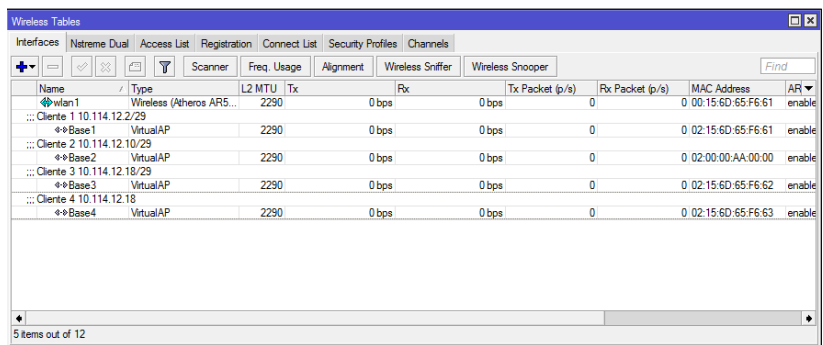 Wireless Tables
Interfaces Nstreme Dual Access List Registration Connect List Security Profiles Channels
Scanner Freq. Usage Alignment Wireless Sniffer Wireless Snooper Find
Name / Type L2 MTU Tx Rx Tx Packet (p/s) Rx Packet (p/s) MAC Address AR
wlan1 Wireless (Atheros AR5... 2290 0 bps 0 bps 0 0 00:15:6D:65:F6:61 enable
;;; Cliente 1 10.114.12.2/29
Base1 VirtualAP 2290 0 bps 0 bps 0 0 02:15:6D:65:F6:61 enable
;;; Cliente 2 10.114.12.10/29
Base2 VirtualAP 2290 0 bps 0 bps 0 0 02:00:00:AA:00:00 enable
;;; Cliente 3 10.114.12.18/29
Base3 VirtualAP 2290 0 bps 0 bps 0 0 02:15:6D:65:F6:62 enable
;;; Cliente 4 10.114.12.18
Base4 VirtualAP 2290 0 bps 0 bps 0 0 02:15:6D:65:F6:63 enable
5 items out of 12